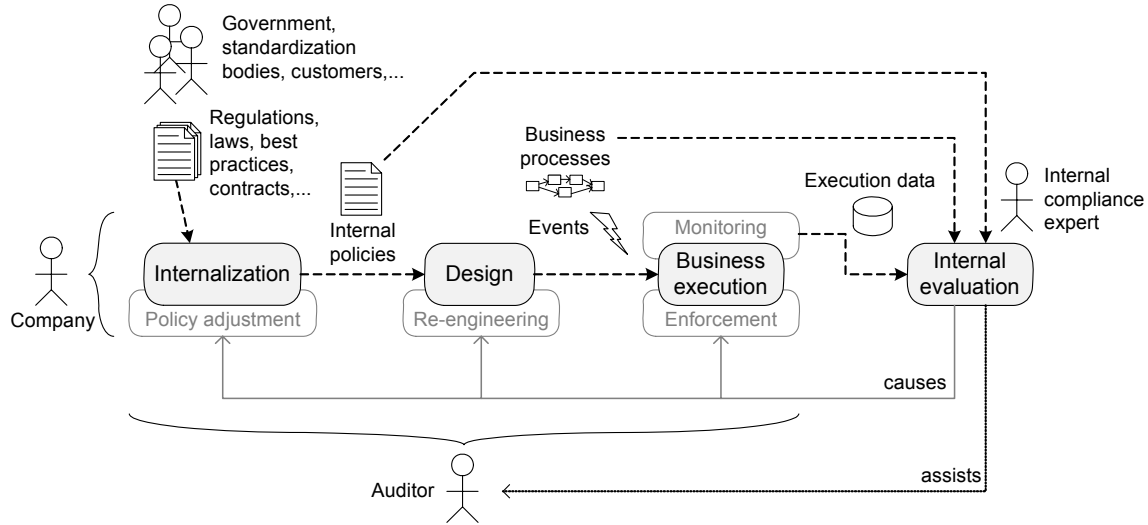 Government,
standardization
bodies, customers,...
Regulations,
laws, best
practices,
contracts,...
Business
processes
Execution data
Internal
compliance
expert
Internal
policies
Events
Monitoring
Company
Internalization
Design
Business
execution
Internal
evaluation
Policy adjustment
Re-engineering
Enforcement
causes
Auditor
assists